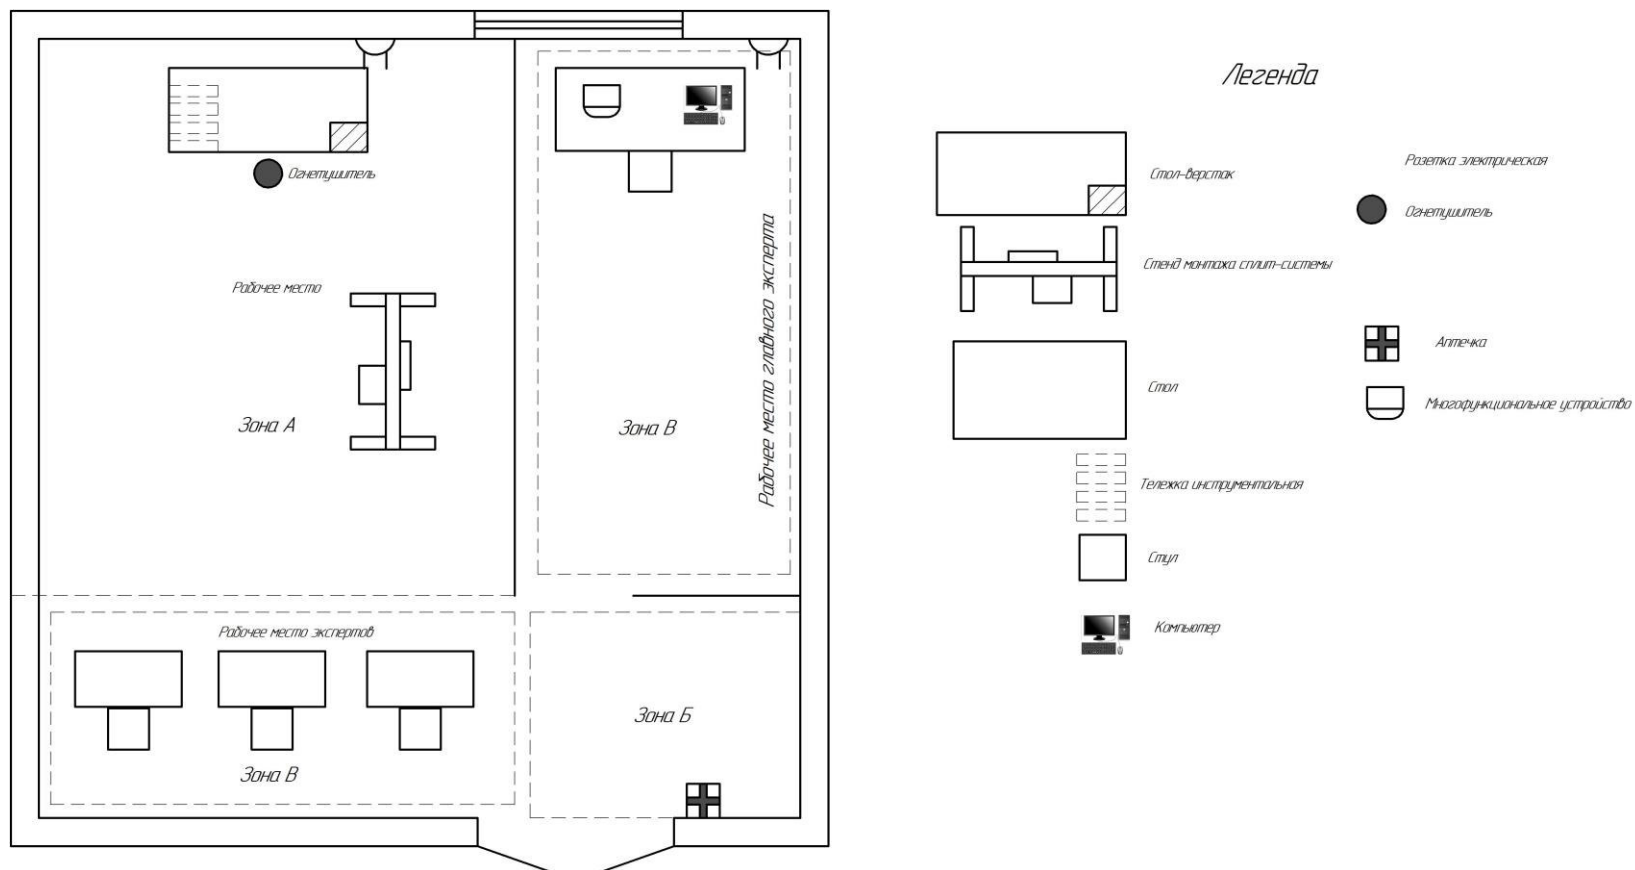 Легенда
Огнетушитель
Рабочее место
Зона А
Зона В
Рабочее место главного эксперта
Рабочее место экспертов
Зона В
Зона Б
Стол-верстак
Стенд монтажа сплит-системы
Стол
Тележка инструментальная
Стул
Компьютер
Розетка электрическая
Огнетушитель
Аптечка
Многофункциональное устройство